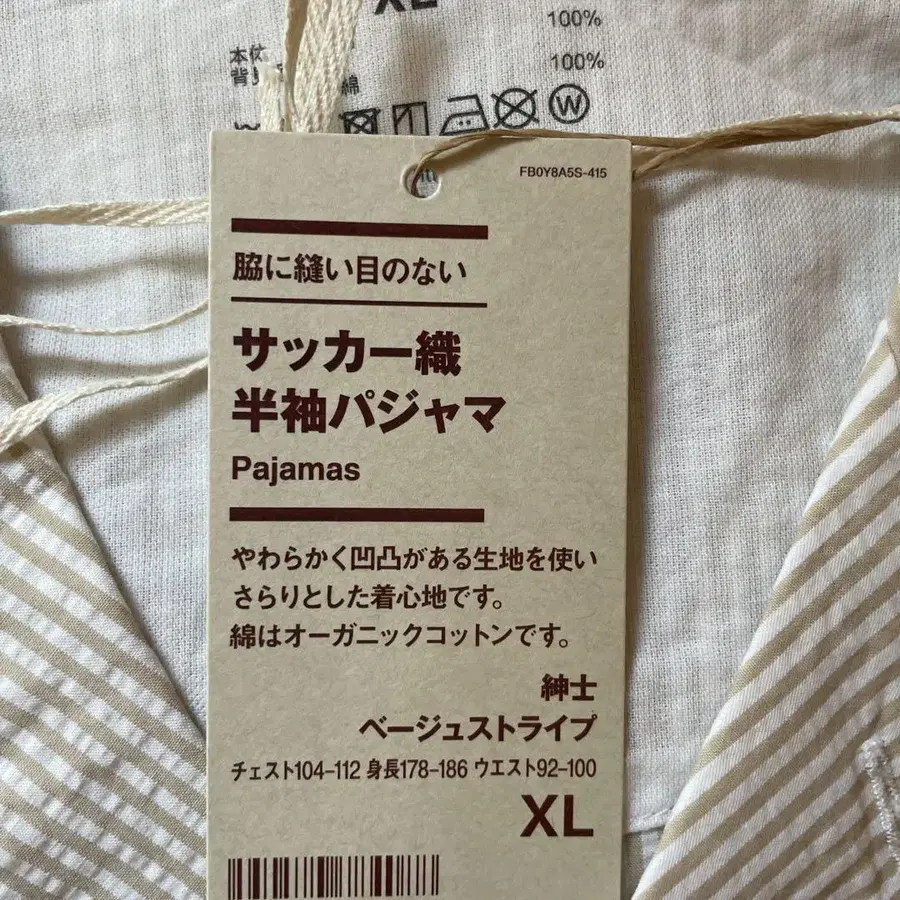 XL
100%
本体
100%
綿
W
FB0Y8A5S-415
脇に縫い目のない
サッカー織
半袖パジャマ
Pajamas
やわらかく凹凸がある生地を使い
さらりとした着心地です。
綿はオーガニックコットンです。
紳士
ベージュストライプ
チェスト104-112 身長178-186 ウエスト92-100
XL